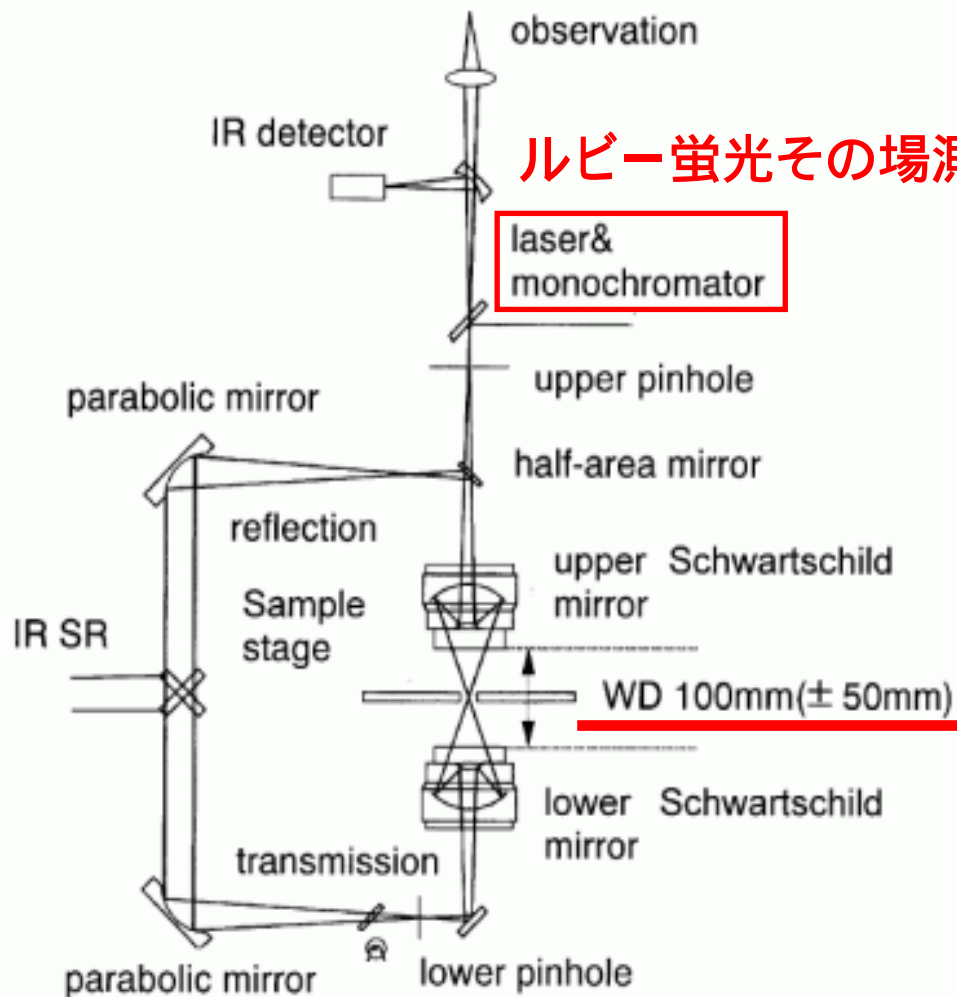 observation
IR detector
ルビー蛍光その場測
laser&
monochromator
upper pinhole
parabolic mirror
half-area mirror
reflection
upper Schwartschild
mirror
Sample
stage
IR SR
WD 100mm(± 50mm)
lower Schwartschild
mirror
transmission
lower pinhole
parabolic mirror